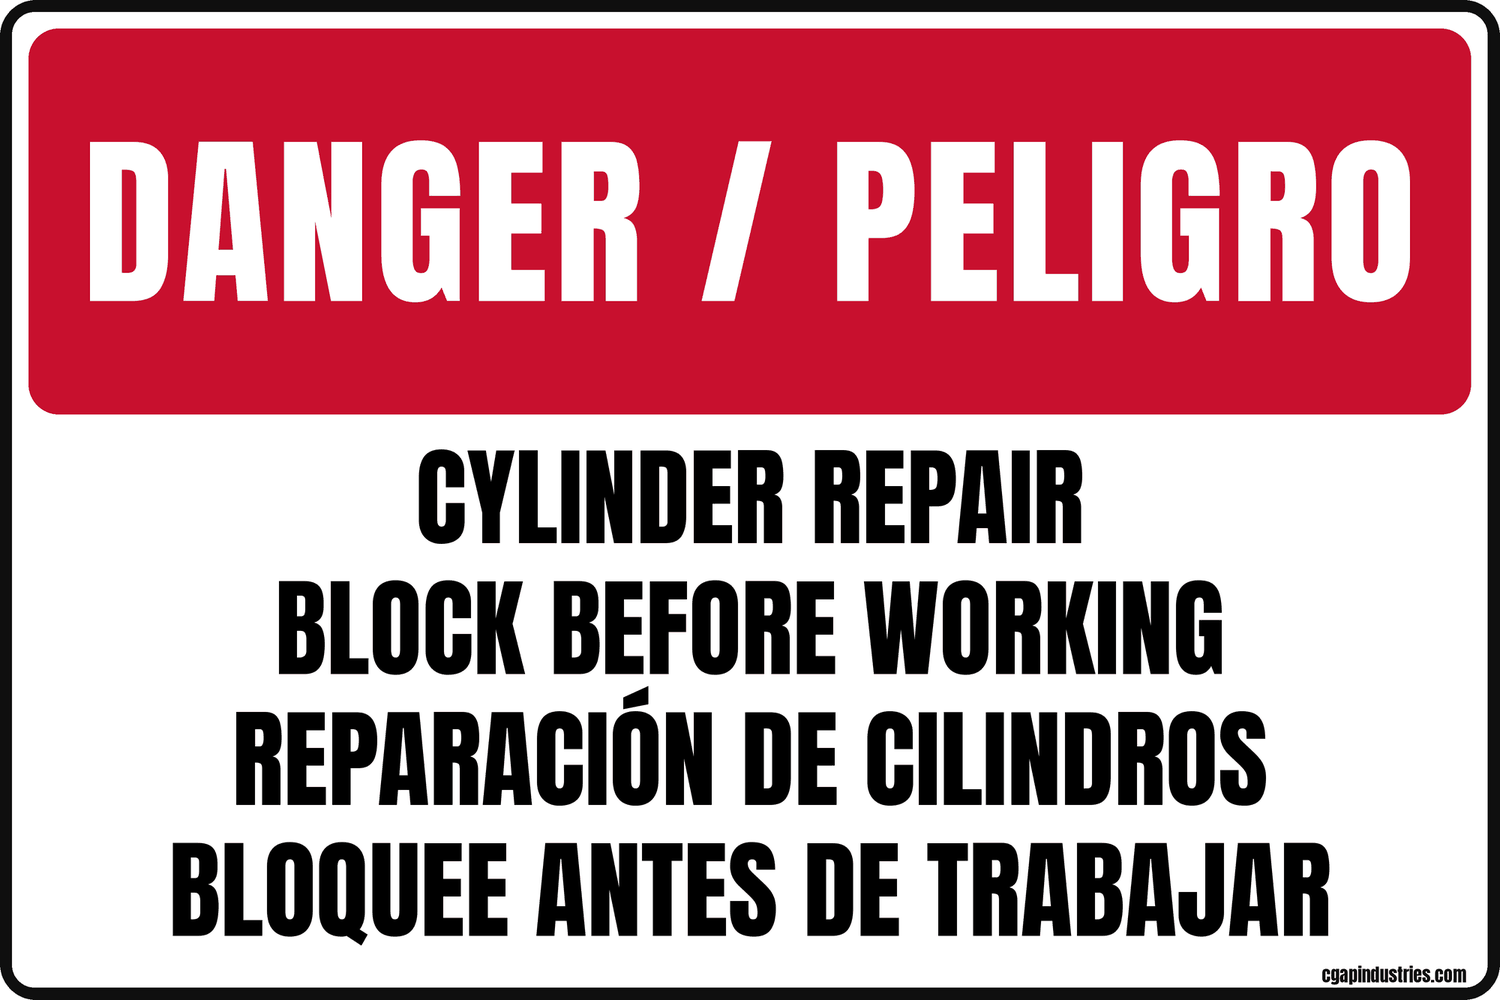 DANGER / PELIGRO
CYLINDER REPAIR
BLOCK BEFORE WORKING
REPARACIÓN DE CILINDROS
BLOQUEE ANTES DE TRABAJAR
cgapindustries.com